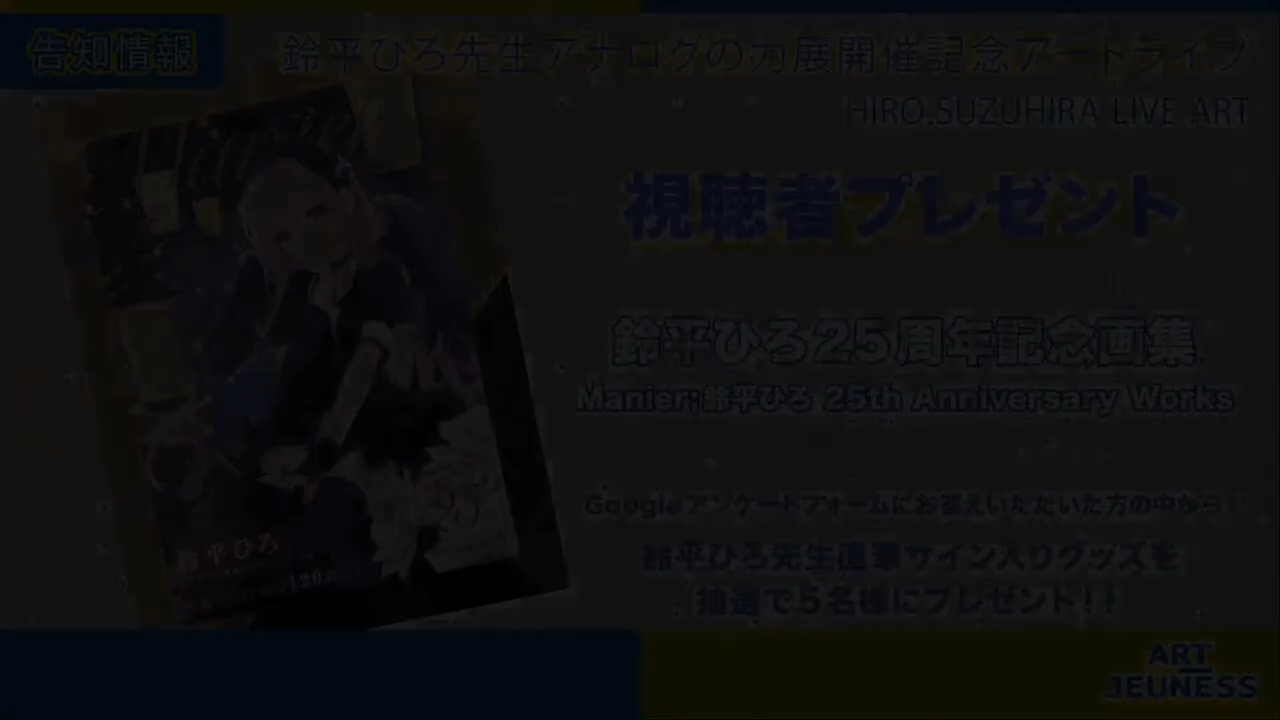 告知情報
鈴平ひろ先生アナログの力展開催記念アートライブ
HIRO.SUZUHIRA LIVE ART
視聴者プレゼント
鈴平ひろ25周年記念画集
Manier;鈴平ひろ 25th Anniversary Works
Googleアンケートフォームにお答えいただいた方の中から
鈴平ひろ先生直筆サイン入りグッズを
抽選で5名様にプレゼント!!
鈴平ひろ
ART
JEUNESS